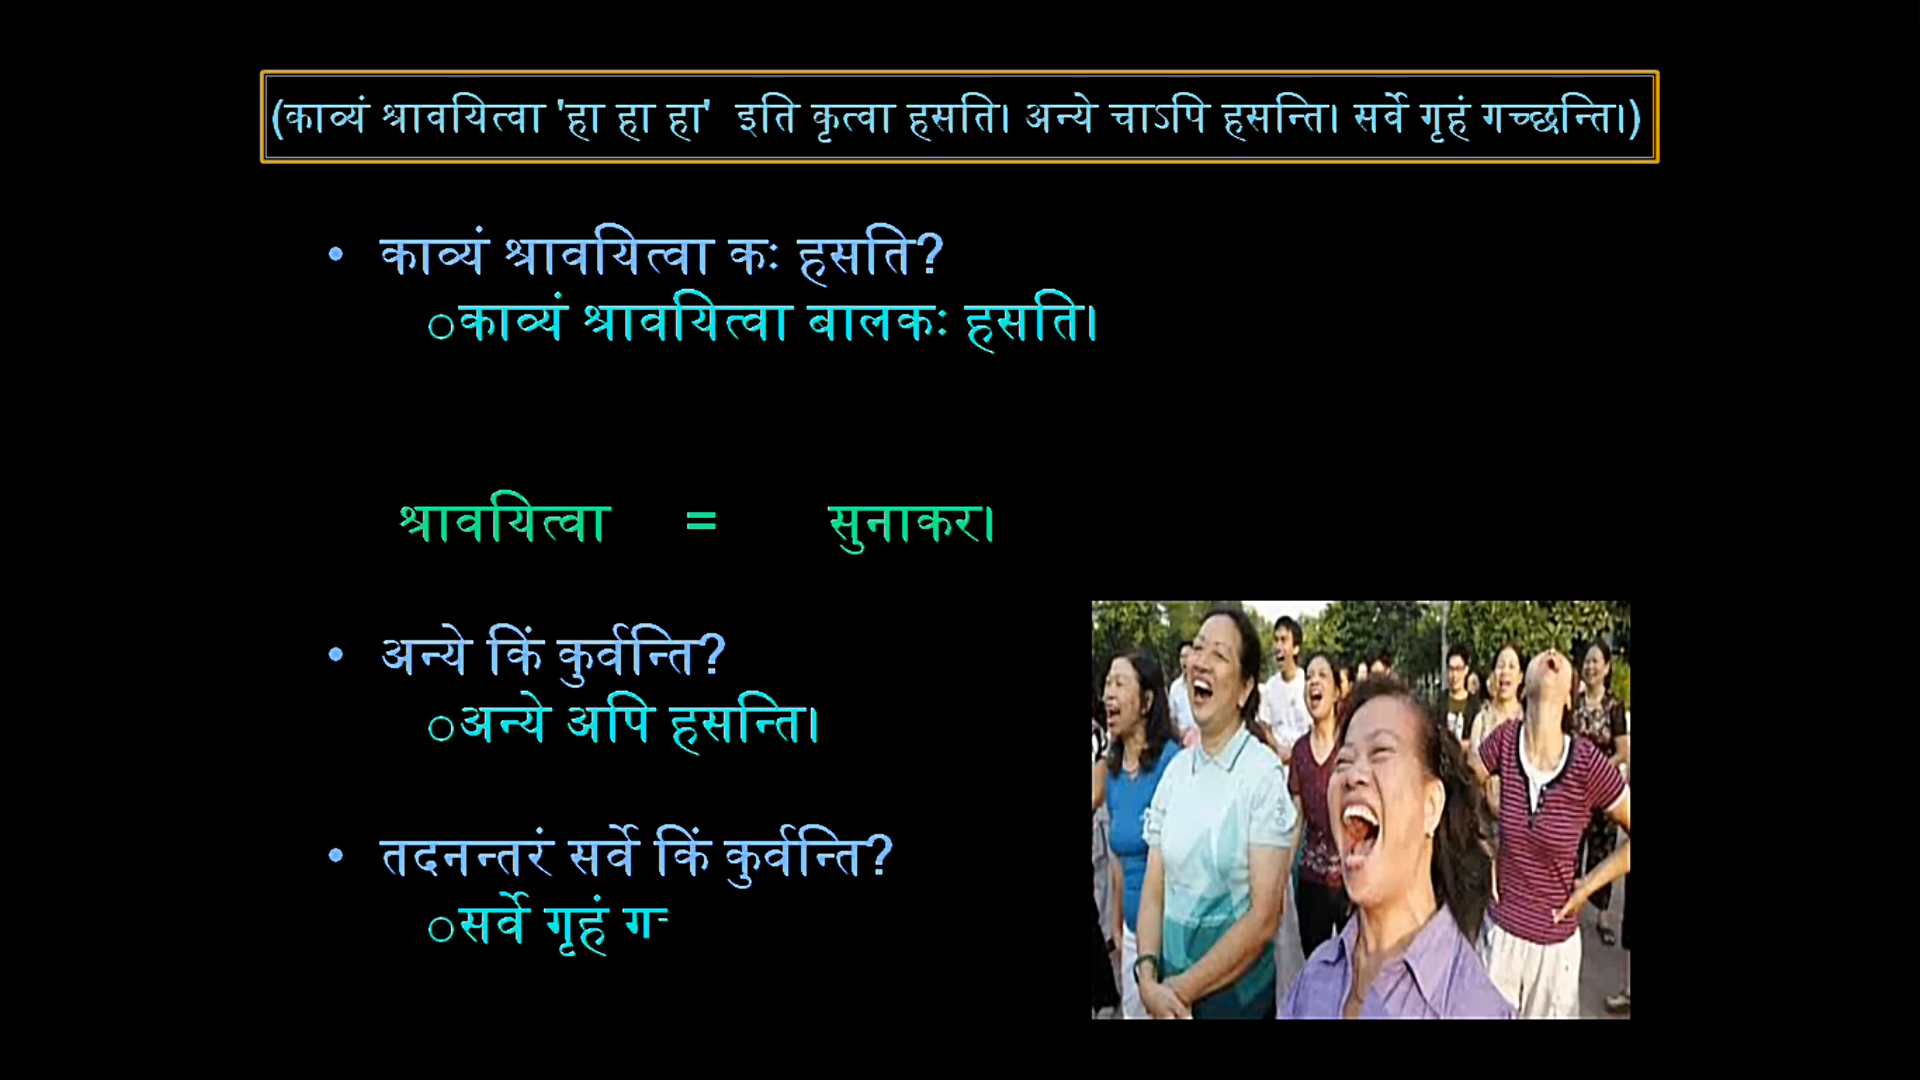 (काव्यं श्रावयित्वा 'हा हा हा' इति कृत्वा हसति। अन्ये चाऽपि हसन्ति। सर्वे गृहं गच्छन्ति।)
• काव्यं श्रावयित्वा कः हसति?
○काव्यं श्रावयित्वा बालकः हसति।
श्रावयित्वा = सुनाकर।
• अन्ये किं कुर्वन्ति?
○अन्ये अपि हसन्ति।
• तदनन्तरं सर्वे किं कुर्वन्ति?
○सर्वे गृहं